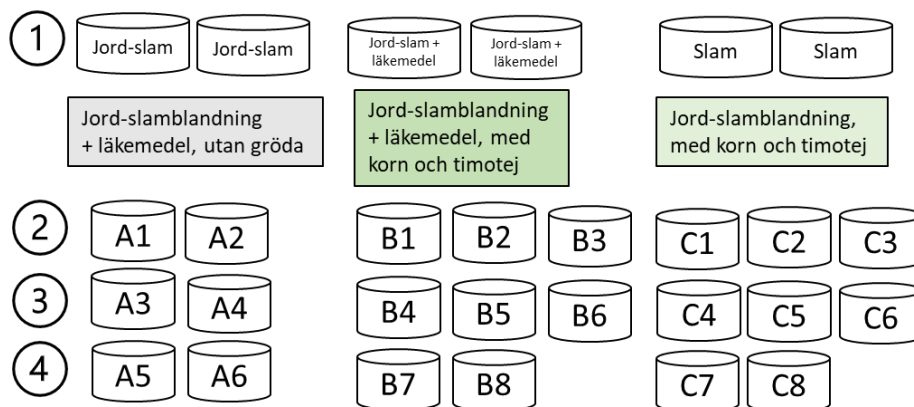 1
Jord-slam Jord-slam
Jord-slam +
läkemedel
Jord-slam +
läkemedel
Slam Slam
Jord-slamblandning
+ läkemedel, utan gröda
Jord-slamblandning
+ läkemedel, med
korn och timotej
Jord-slamblandning,
med korn och timotej
2 A1 A2 B1 B2 B3 C1 C2 C3
3 A3 A4 B4 B5 B6 C4 C5 C6
4 A5 A6 B7 B8 C7 C8